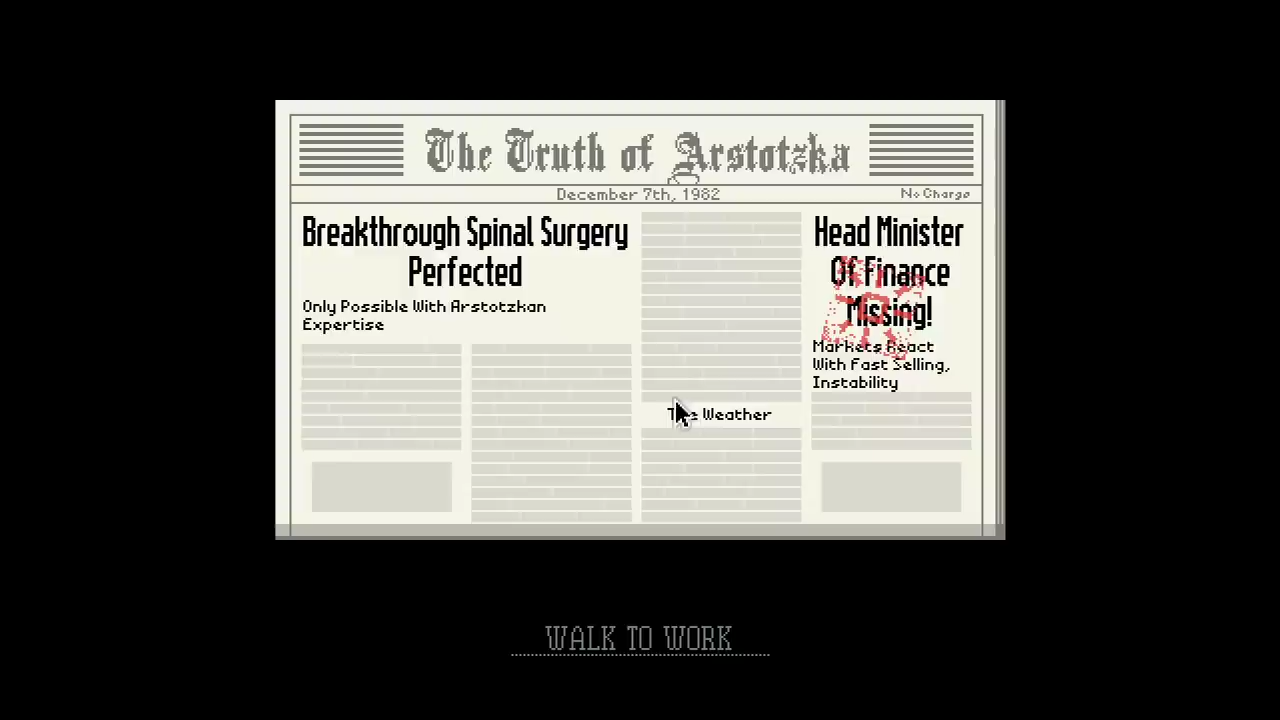 The Truth of Arstotzka
December 7th, 1982
No Charge
Breakthrough Spinal Surgery
Perfected
Only Possible With Arstotzkan
Expertise
The Weather
Head Minister
Of Finance
Missing!
Markets React
With Fast Selling,
Instability
WALK TO WORK